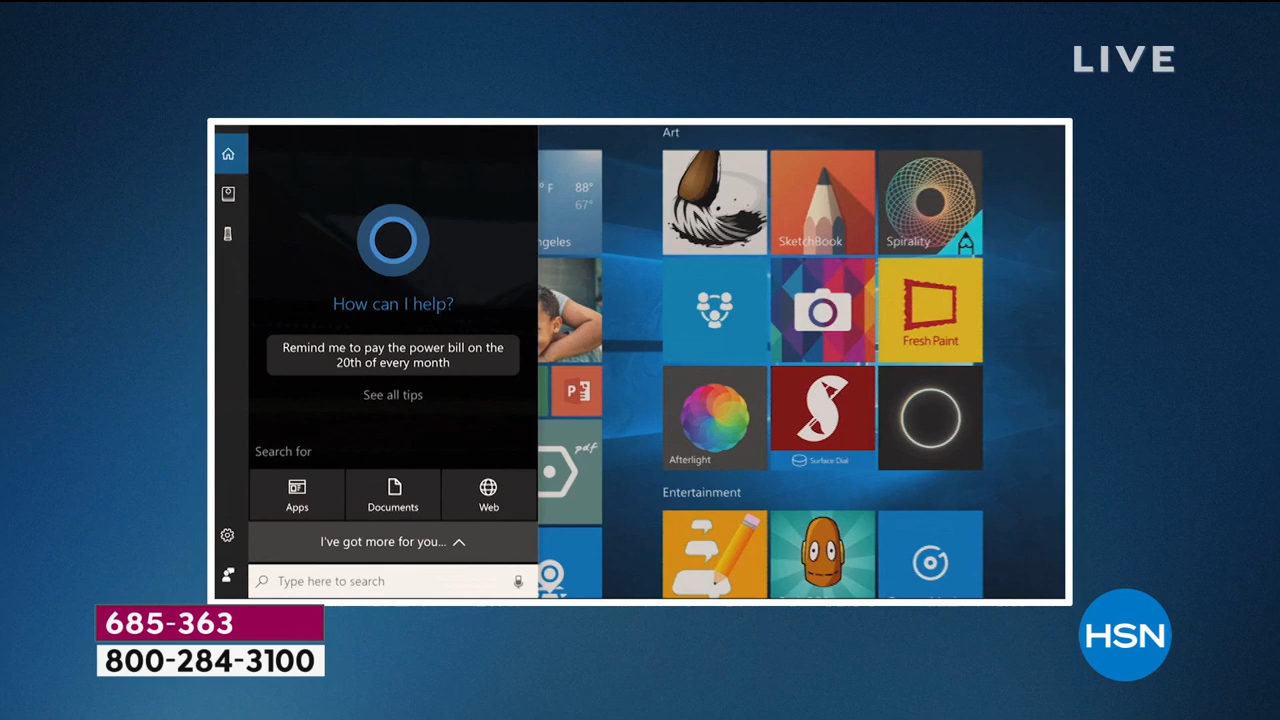 LIVE
Art
° F 88°
67°
ngeles
SketchBook
Spirality
How can I help?
Remind me to pay the power bill on the
20th of every month
See all tips
Fresh Paint
P
pdf
Afterlight
S
Surface Dial
Search for
Apps
Documents
Web
Entertainment
I've got more for you...
Type here to search
685-363
800-284-3100
HSN